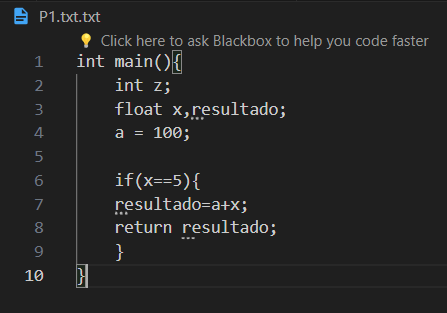 P1.txt.txt
Click here to ask Blackbox to help you code faster
1 int main(){
2 int z;
3 float x,resultado;
4 a = 100;
5
6 if(x==5){
7 resultado=a+x;
8 return resultado;
9 }
10 }